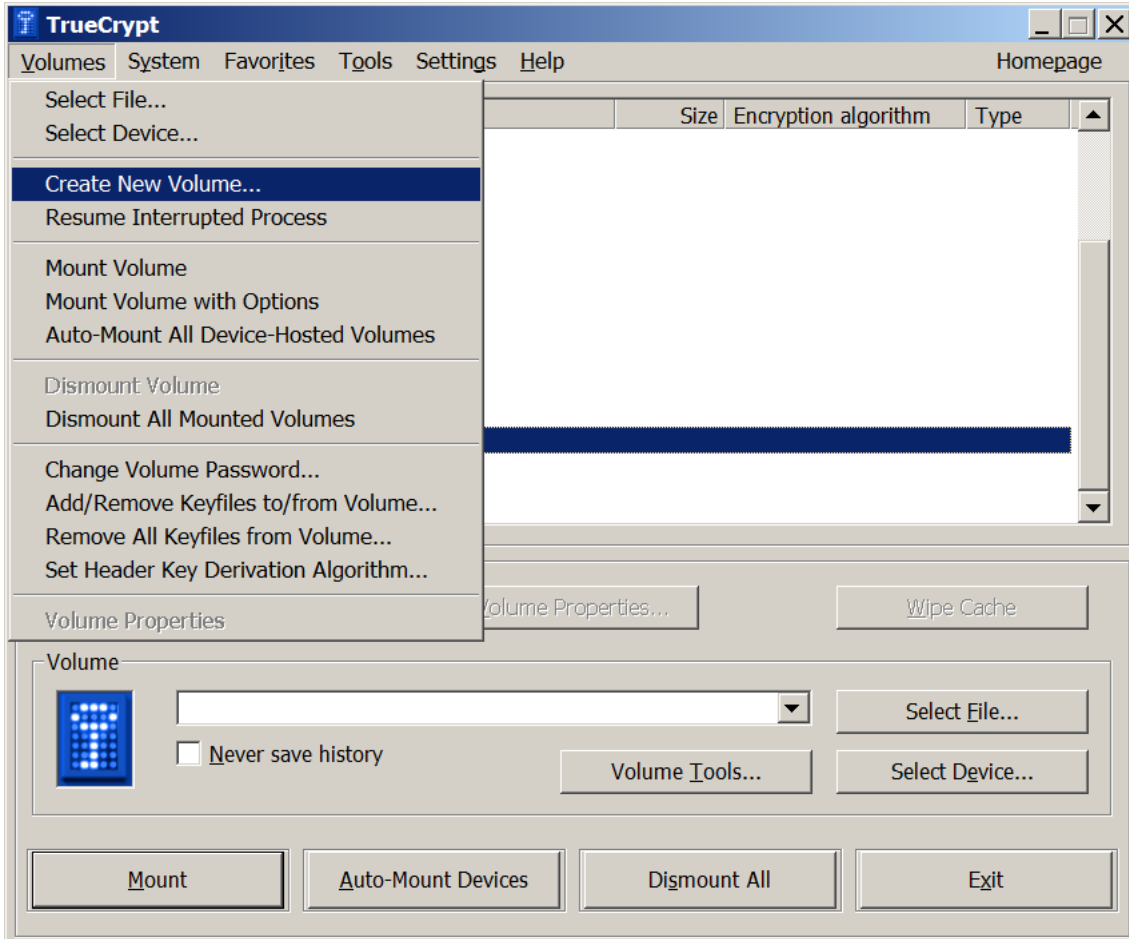 TrueCrypt
Volumes System Favorites Tools Settings Help Homepage
Select File...
Select Device...
Create New Volume...
Resume Interrupted Process
Mount Volume
Mount Volume with Options
Auto-Mount All Device-Hosted Volumes
Dismount Volume
Dismount All Mounted Volumes
Change Volume Password...
Add/Remove Keyfiles to/from Volume...
Remove All Keyfiles from Volume...
Set Header Key Derivation Algorithm...
Volume Properties
Size Encryption algorithm Type
Volume Properties... Wipe Cache
Volume
Select File...
Never save history
Volume Tools... Select Device...
Mount Auto-Mount Devices Dismount All Exit